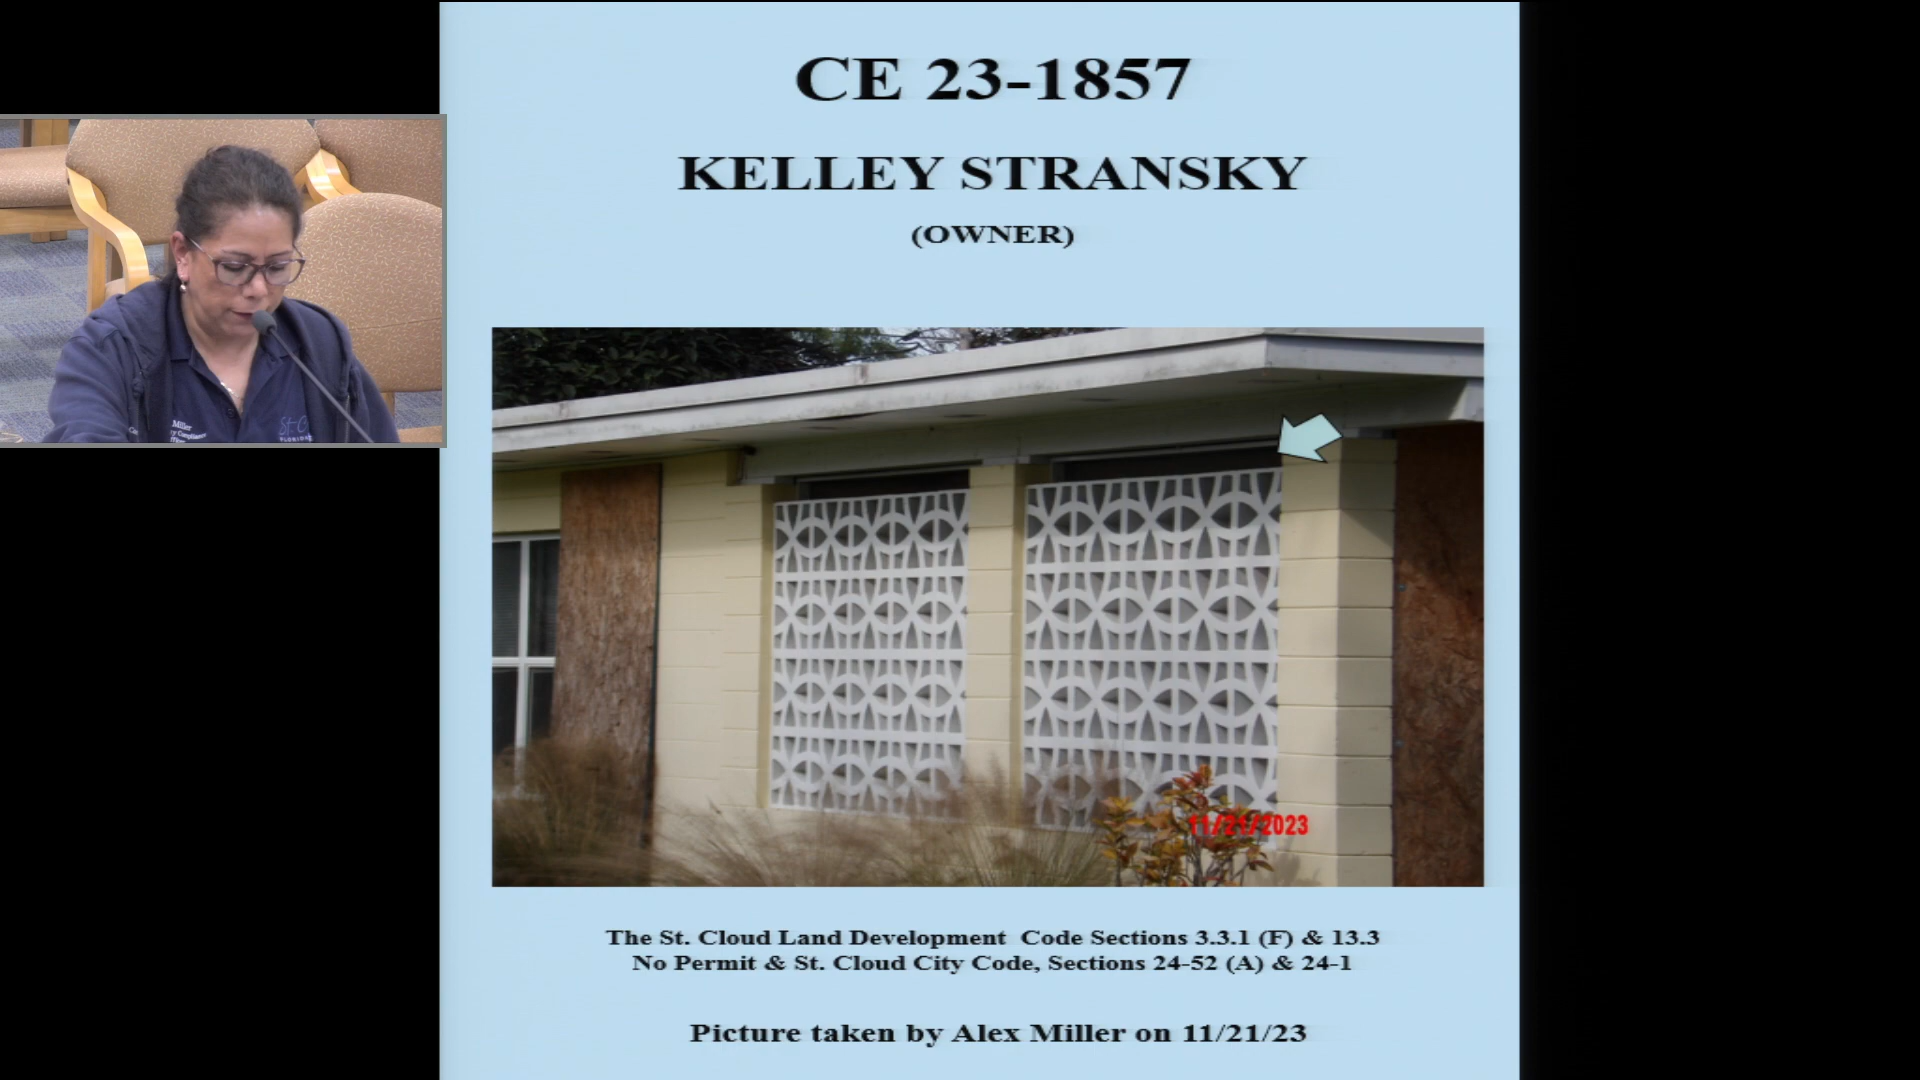 CE 23-1857
KELLEY STRANSKY
(OWNER)
Miller
11/21/2023
The St. Cloud Land Development Code Sections 3.3.1 (F) & 13.3
No Permit & St. Cloud City Code, Sections 24-52 (A) & 24-1
Picture taken by Alex Miller on 11/21/23